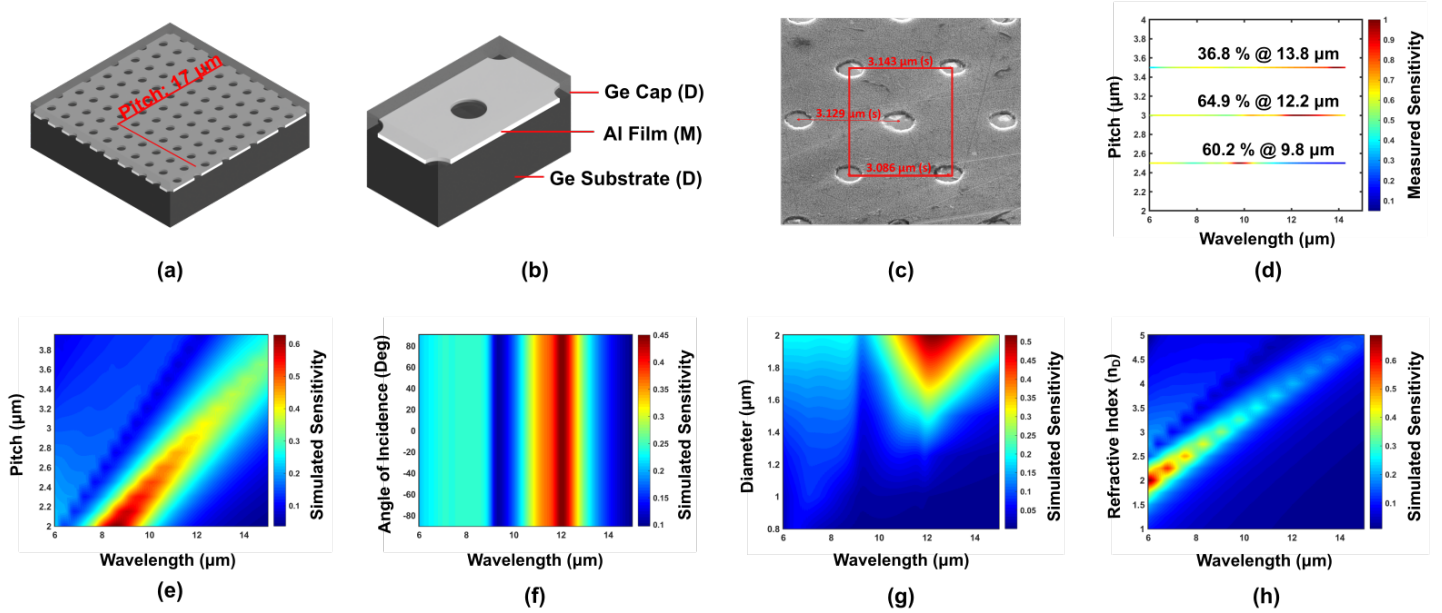 Pitch: 17 µm
(a)
Ge Cap (D)
Al Film (M)
Ge Substrate (D)
(b)
3.143 µm (s)
3.129 µm (s)
3.086 µm (s)
(c)
4
3.8
3.6
3.4
3.2
3
2.8
2.6
2.4
2.2
2
Pitch (µm)
36.8 % @ 13.8 µm
64.9 % @ 12.2 µm
60.2 % @ 9.8 µm
6 8 10 12 14
Wavelength (µm)
1
0.9
0.8
0.7
0.6
0.5
0.4
0.3
0.2
0.1
Measured Sensitivity
(d)
3.8
3.6
3.4
3.2
3
2.8
2.6
2.4
2.2
2
Pitch (µm)
6 8 10 12 14
Wavelength (µm)
0.6
0.5
0.4
0.3
0.2
0.1
Simulated Sensitivity
(e)
80
60
40
20
0
-20
-40
-60
-80
Angle of Incidence (Deg)
6 8 10 12 14
Wavelength (µm)
0.45
0.4
0.35
0.3
0.25
0.2
0.15
0.1
Simulated Sensitivity
(f)
2
1.8
1.6
1.4
1.2
1
0.8
Diameter (µm)
6 8 10 12 14
Wavelength (µm)
0.5
0.45
0.4
0.35
0.3
0.25
0.2
0.15
0.1
0.05
Simulated Sensitivity
(g)
5
4.5
4
3.5
3
2.5
2
1.5
1
Refractive Index (nD)
6 8 10 12 14
Wavelength (µm)
0.6
0.5
0.4
0.3
0.2
0.1
Simulated Sensitivity
(h)